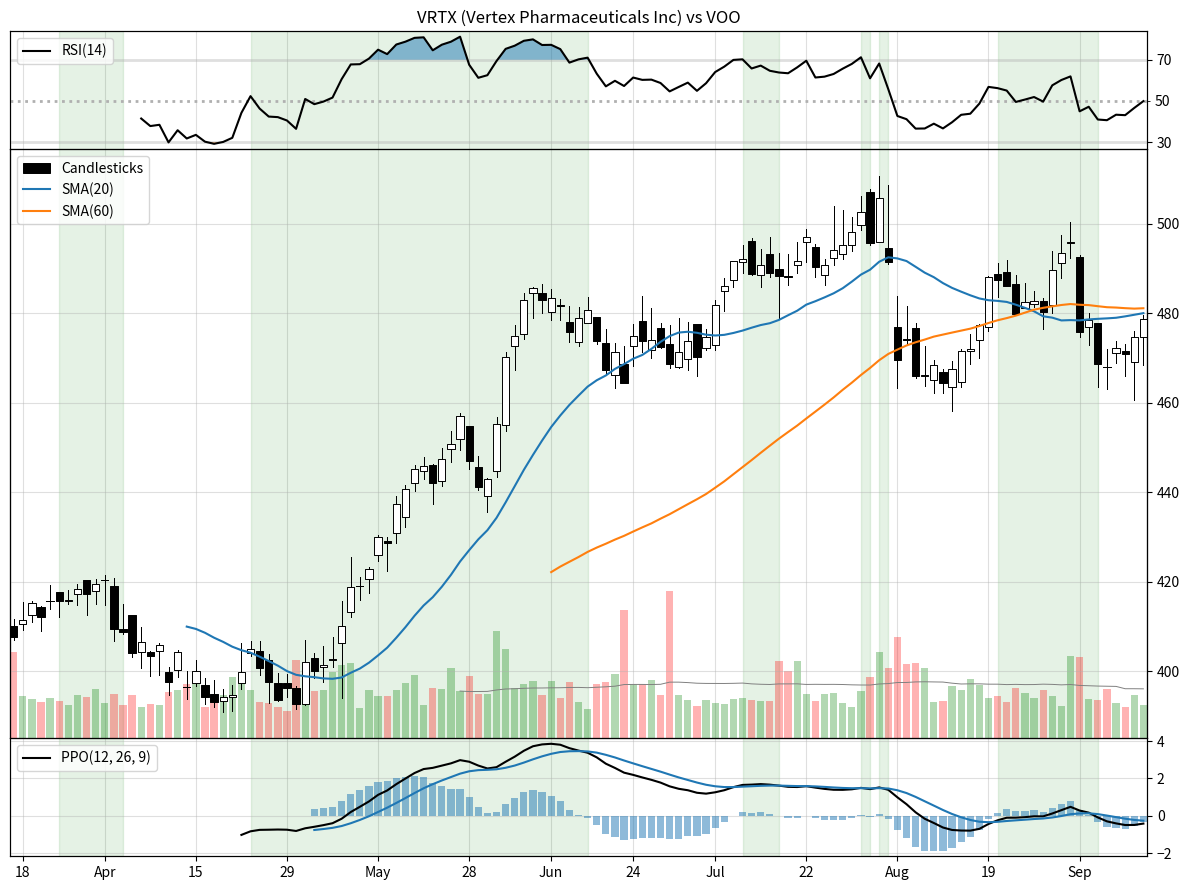 VRTX (Vertex Pharmaceuticals Inc) vs VOO
RSI(14)
70
50
30
Candlesticks
SMA(20)
SMA(60)
500
480
460
440
420
400
PPO(12, 26, 9)
4
2
0
−2
18 Apr 15 29 May 28 Jun 24 Jul 22 Aug 19 Sep